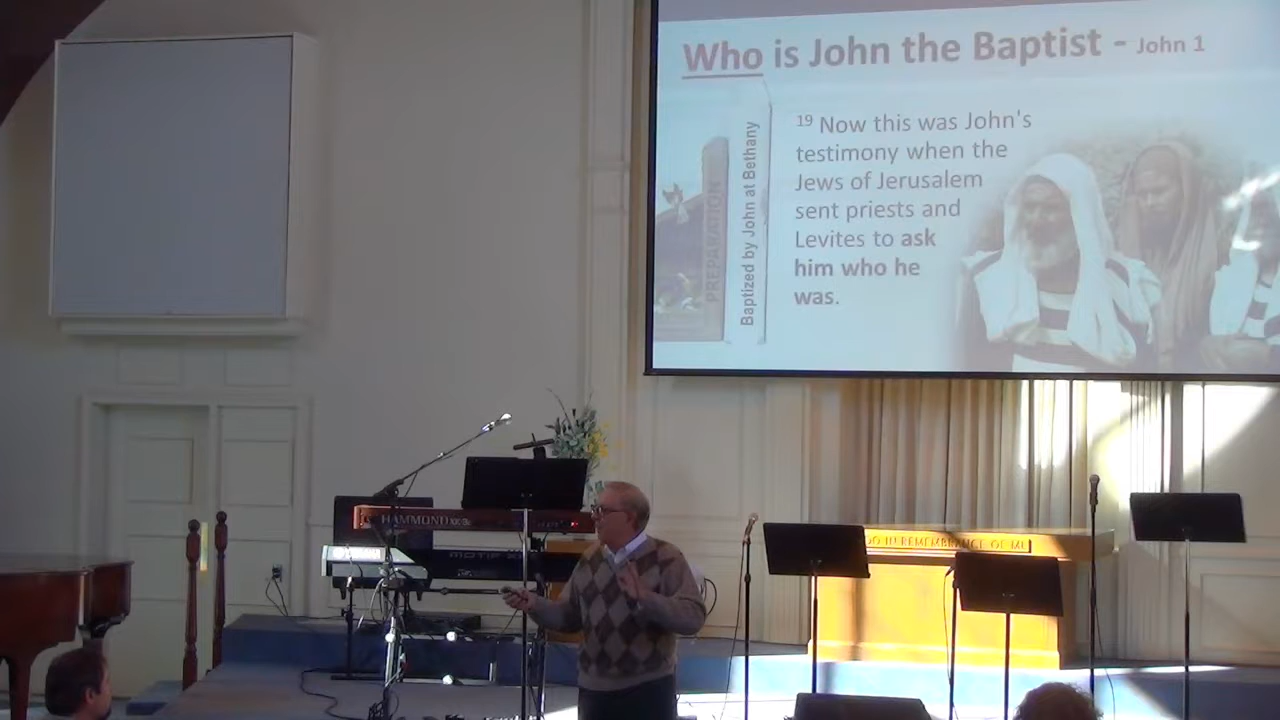 Who is John the Baptist - John 1
19 Now this was John's
testimony when the
Jews of Jerusalem
sent priests and
Levites to ask
him who he
was.
PREPARATION
Baptized by John at Bethany
HAMMOND
MOTIF
DO IN REMEMBRANCE OF ME